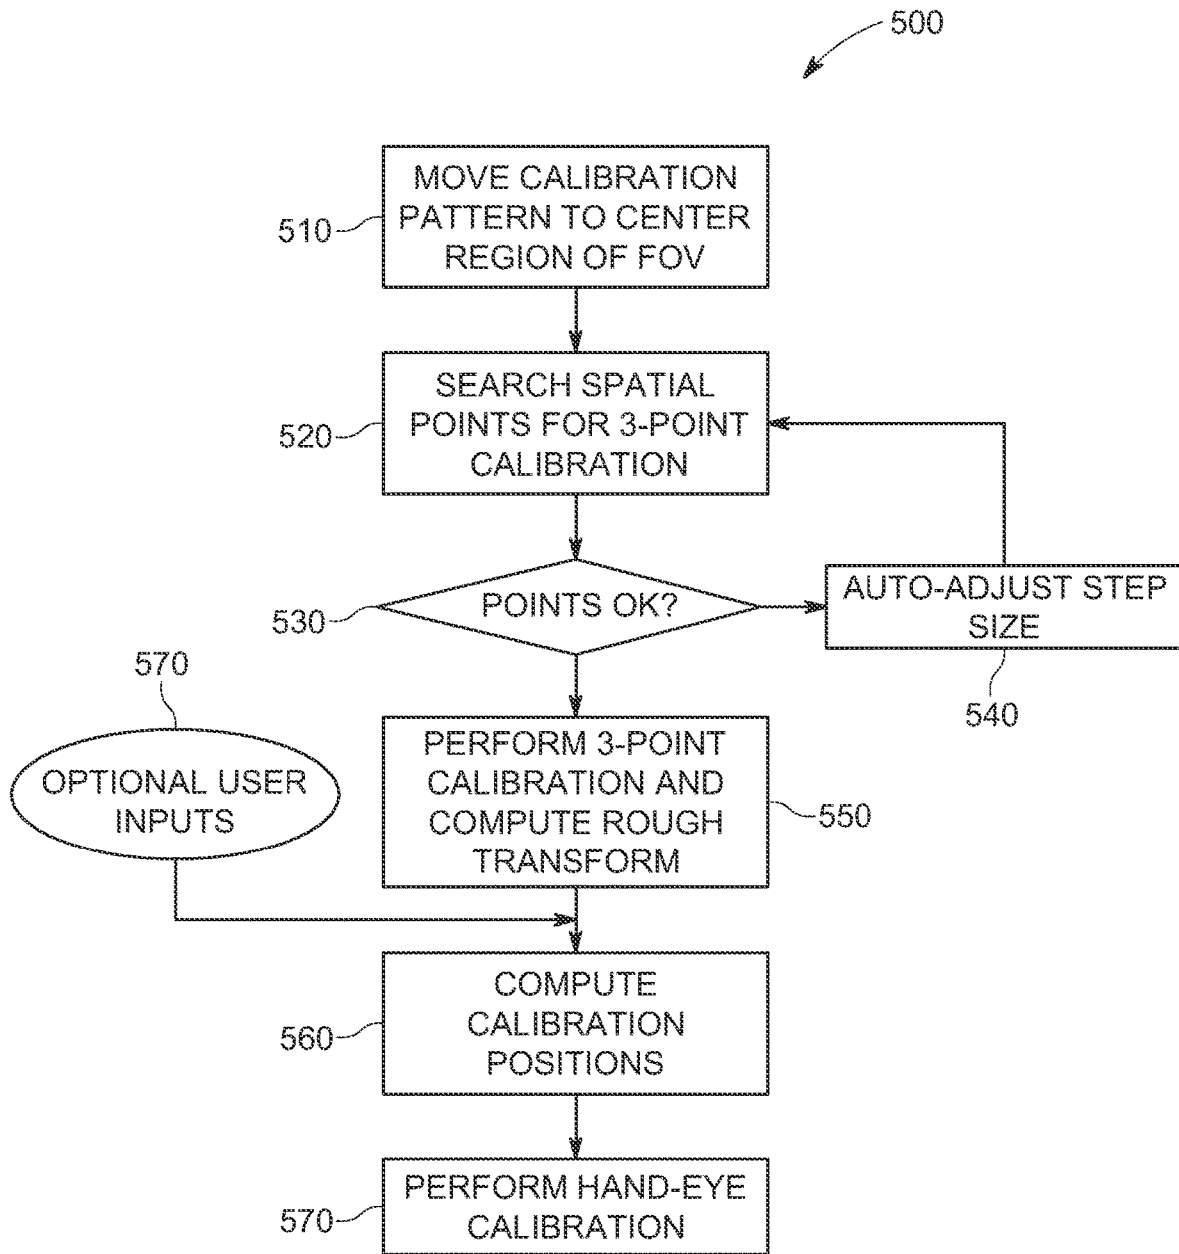 500
MOVE CALIBRATION
PATTERN TO CENTER
REGION OF FOV
510
SEARCH SPATIAL
POINTS FOR 3-POINT
CALIBRATION
520
POINTS OK?
530
AUTO-ADJUST STEP
SIZE
540
570
OPTIONAL USER
INPUTS
PERFORM 3-POINT
CALIBRATION AND
COMPUTE ROUGH
TRANSFORM
550
COMPUTE
CALIBRATION
POSITIONS
560
PERFORM HAND-EYE
CALIBRATION
570